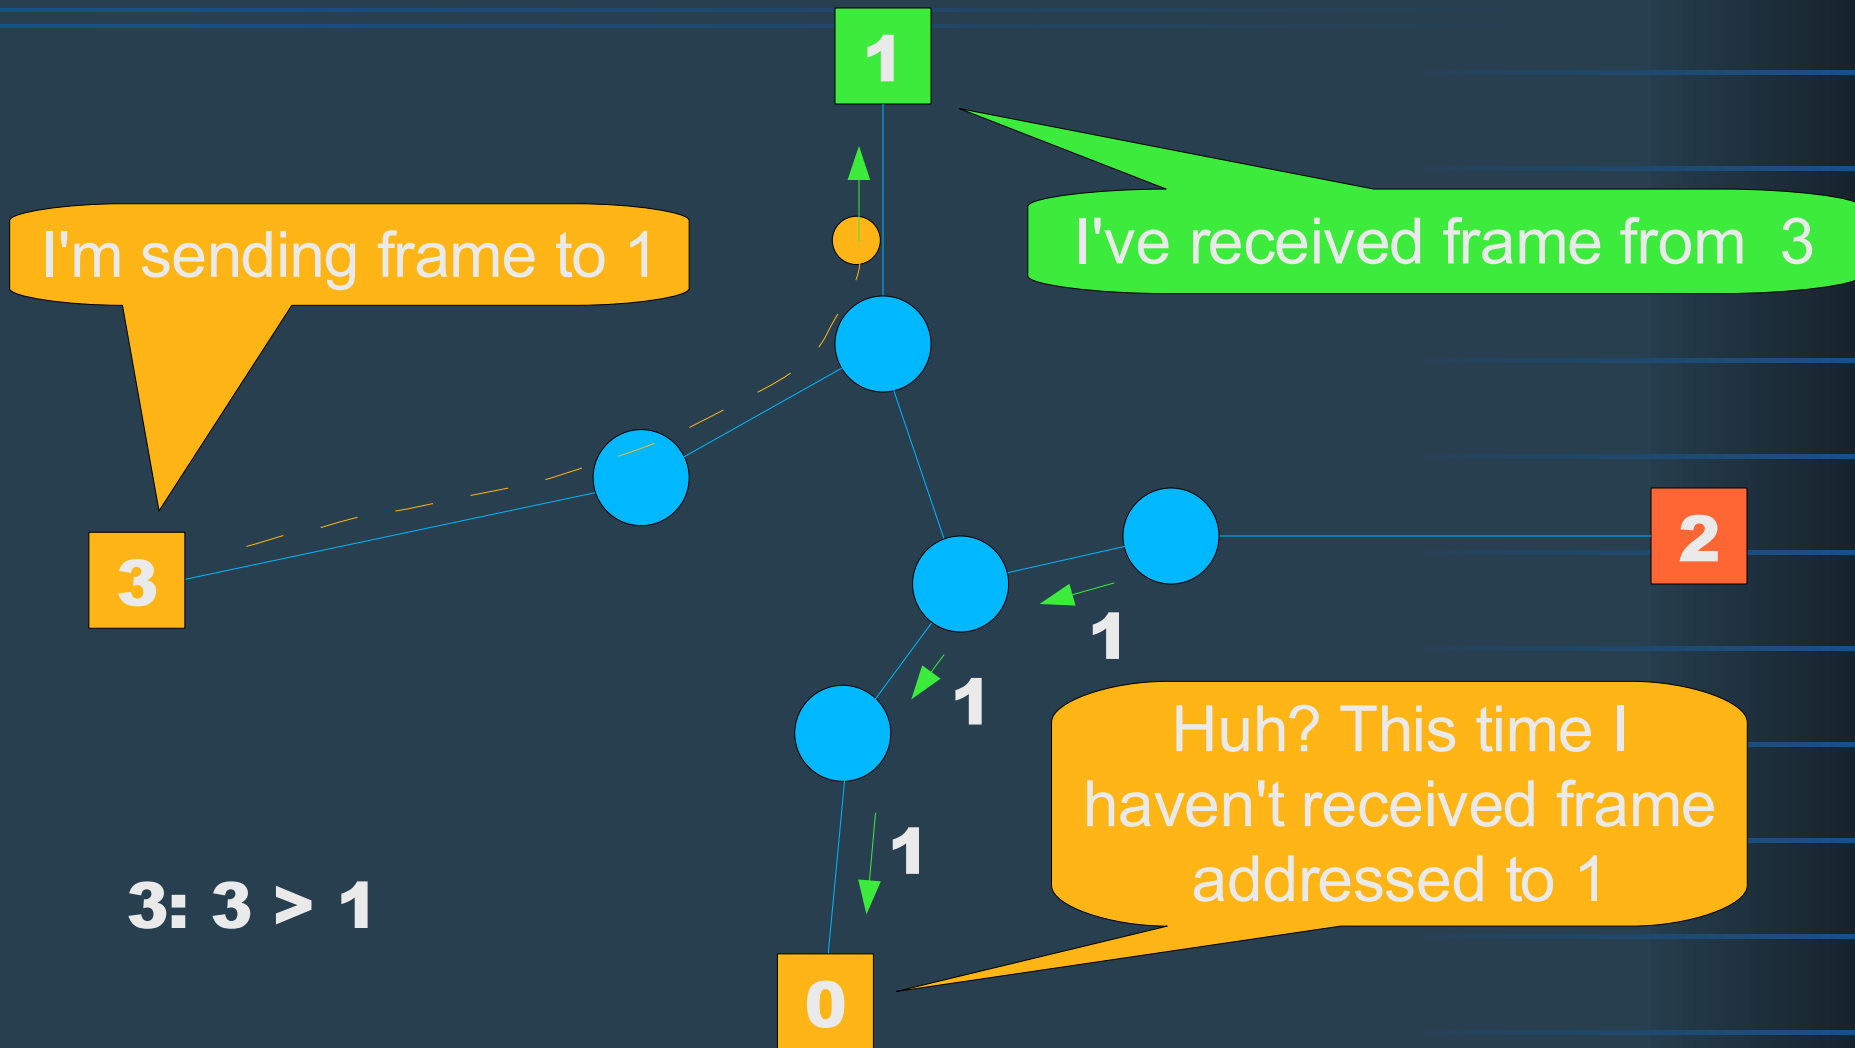 1
I'm sending frame to 1
I've received frame from 3
2
3
1
1
Huh? This time I
haven't received frame
addressed to 1
1
3: 3 > 1
0